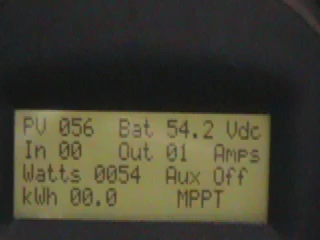 PV 056 Bat 54.2 Vdc
In 00 Out 01 Amps
Watts 0054 Aux Off
kWh 00.0 MPPT